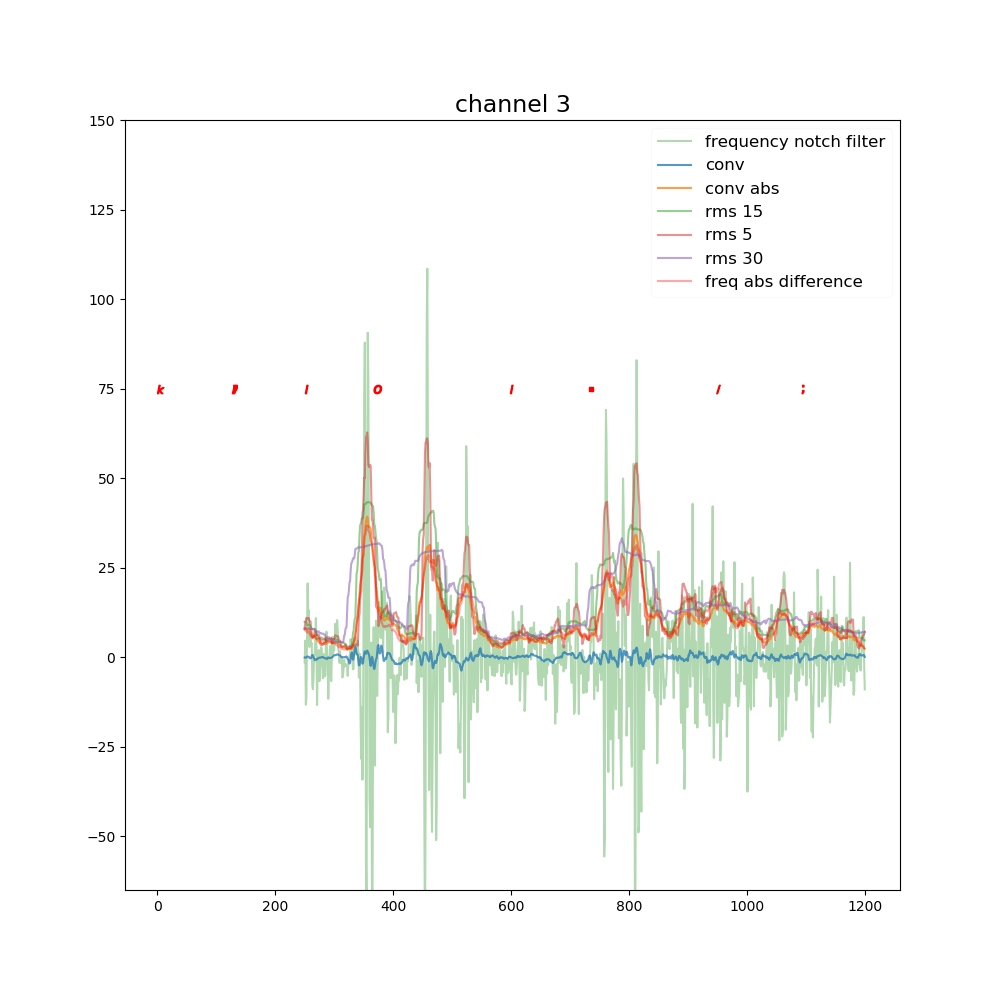 channel 3
150
frequency notch filter
conv
conv abs
rms 15
rms 5
rms 30
freq abs difference
125
100
75
k , l o l . / ;
50
25
0
−25
−50
0 200 400 600 800 1000 1200